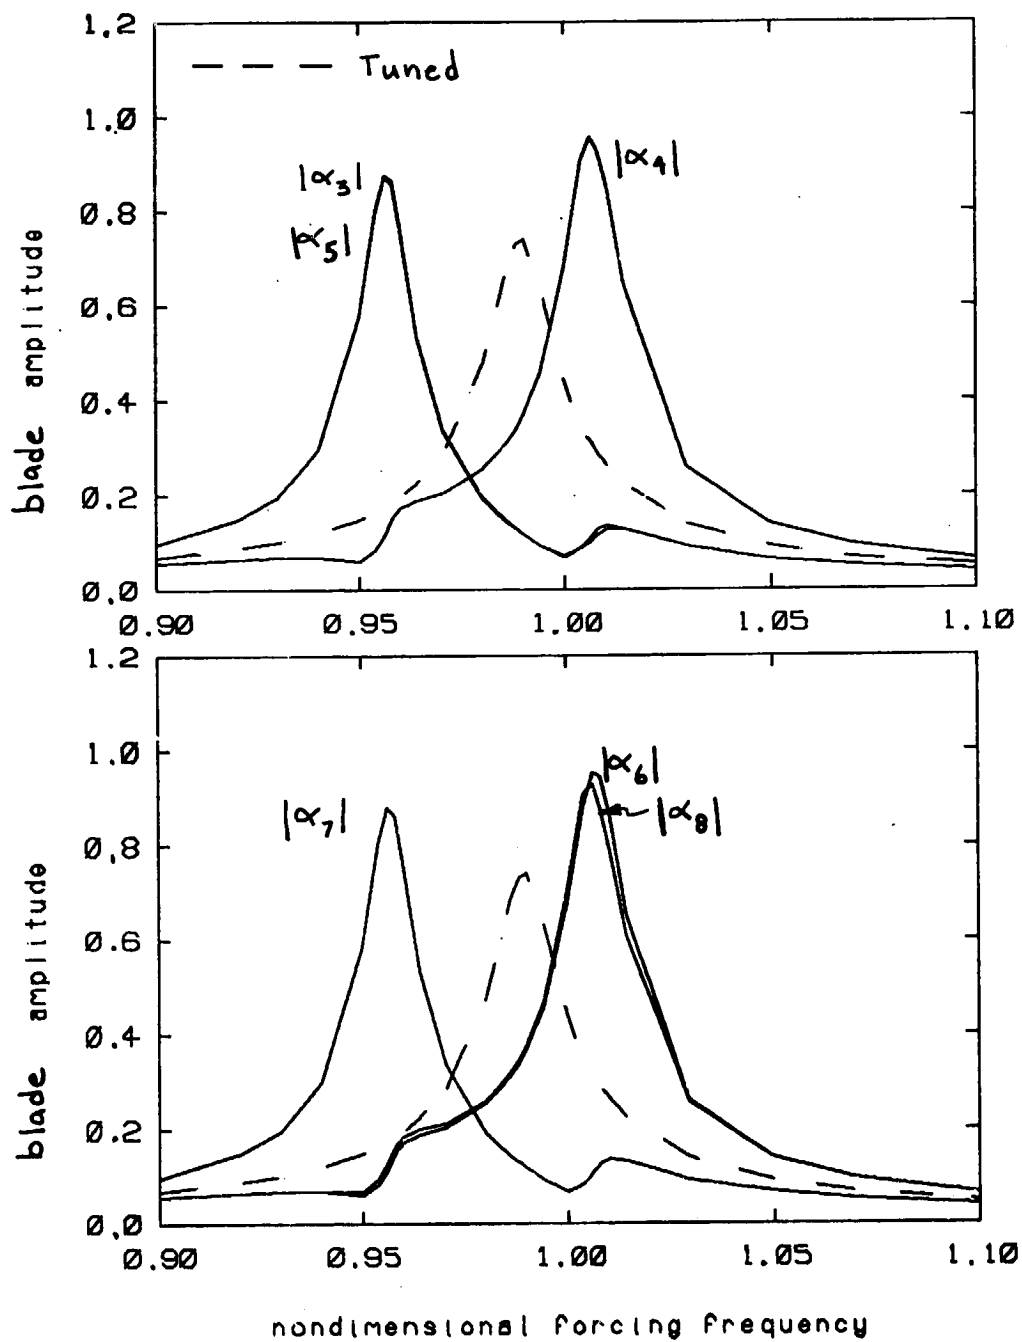 1.2
Tuned
1.0
|α₃|
|α₄|
0.8
|α₅|
0.6
0.4
0.2
0.0
blade amplitude
0.90 0.95 1.00 1.05 1.10
1.2
1.0
|α₆|
|α₇|
|α₈|
0.8
0.6
0.4
0.2
0.0
blade amplitude
0.90 0.95 1.00 1.05 1.10
nondimensional forcing frequency